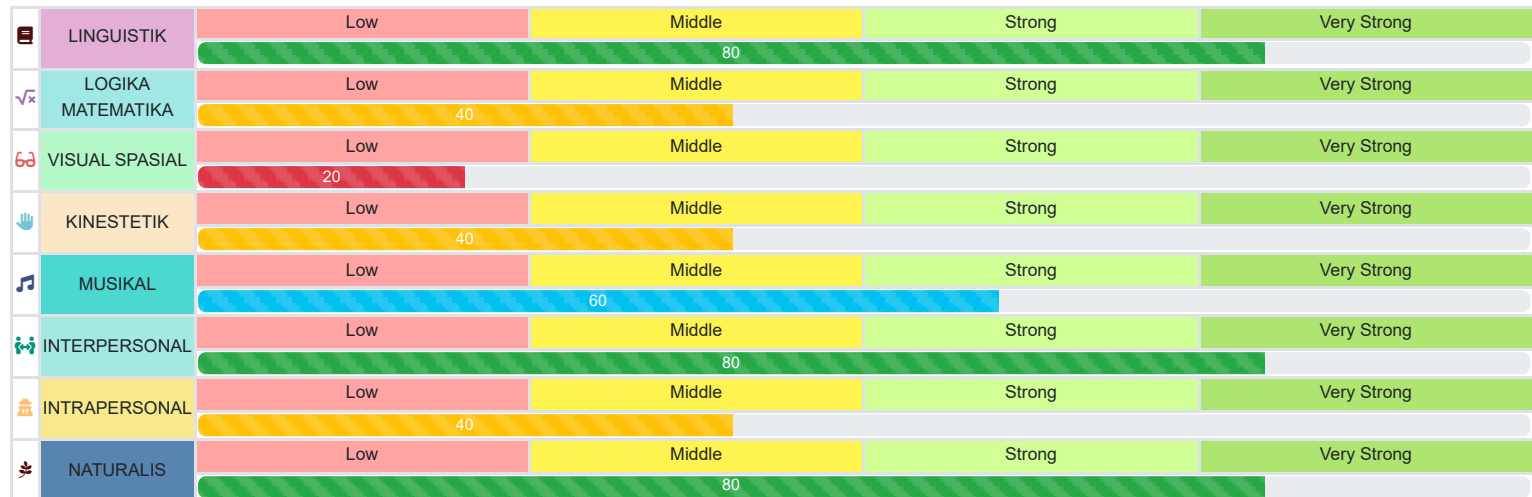 LINGUISTIK
Low Middle Strong Very Strong
80
LOGIKA
MATEMATIKA
Low Middle Strong Very Strong
40
VISUAL SPASIAL
Low Middle Strong Very Strong
20
KINESTETIK
Low Middle Strong Very Strong
40
MUSIKAL
Low Middle Strong Very Strong
60
INTERPERSONAL
Low Middle Strong Very Strong
80
INTRAPERSONAL
Low Middle Strong Very Strong
40
NATURALIS
Low Middle Strong Very Strong
80